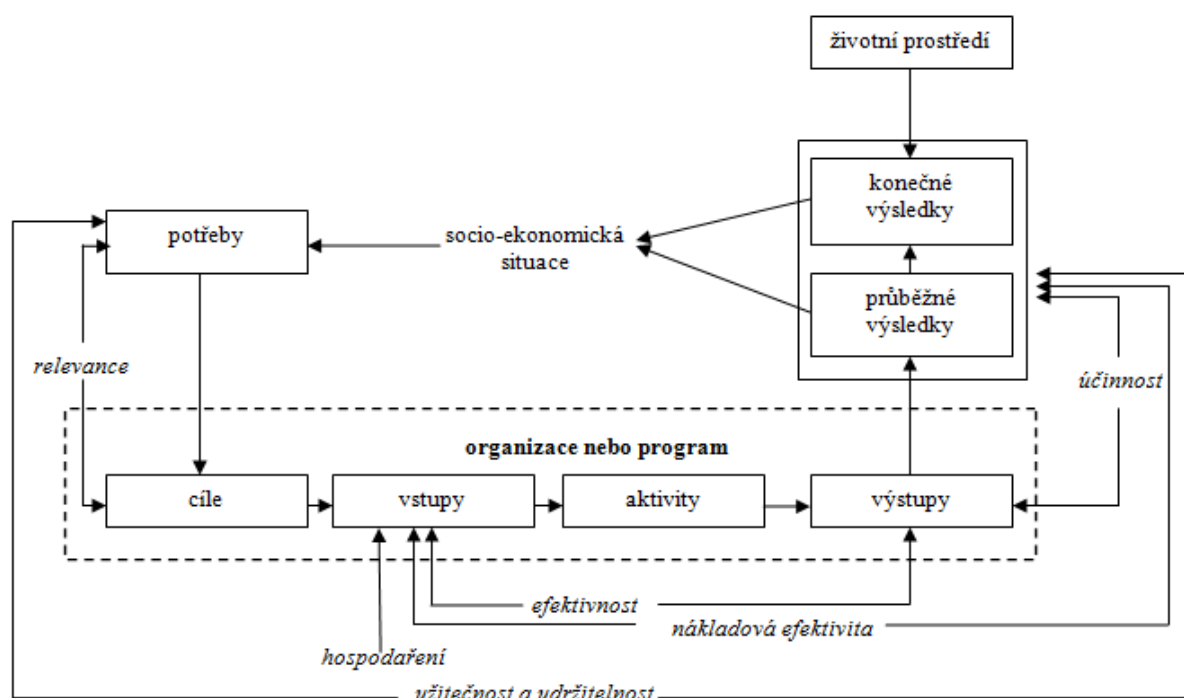 životní prostředí
konečné
výsledky
potřeby
socio-ekonomická
situace
průběžné
výsledky
relevance
účinnost
organizace nebo program
cíle
vstupy
aktivity
výstupy
efektivnost
nákladová efektivita
hospodaření
užitečnost a udržitelnost